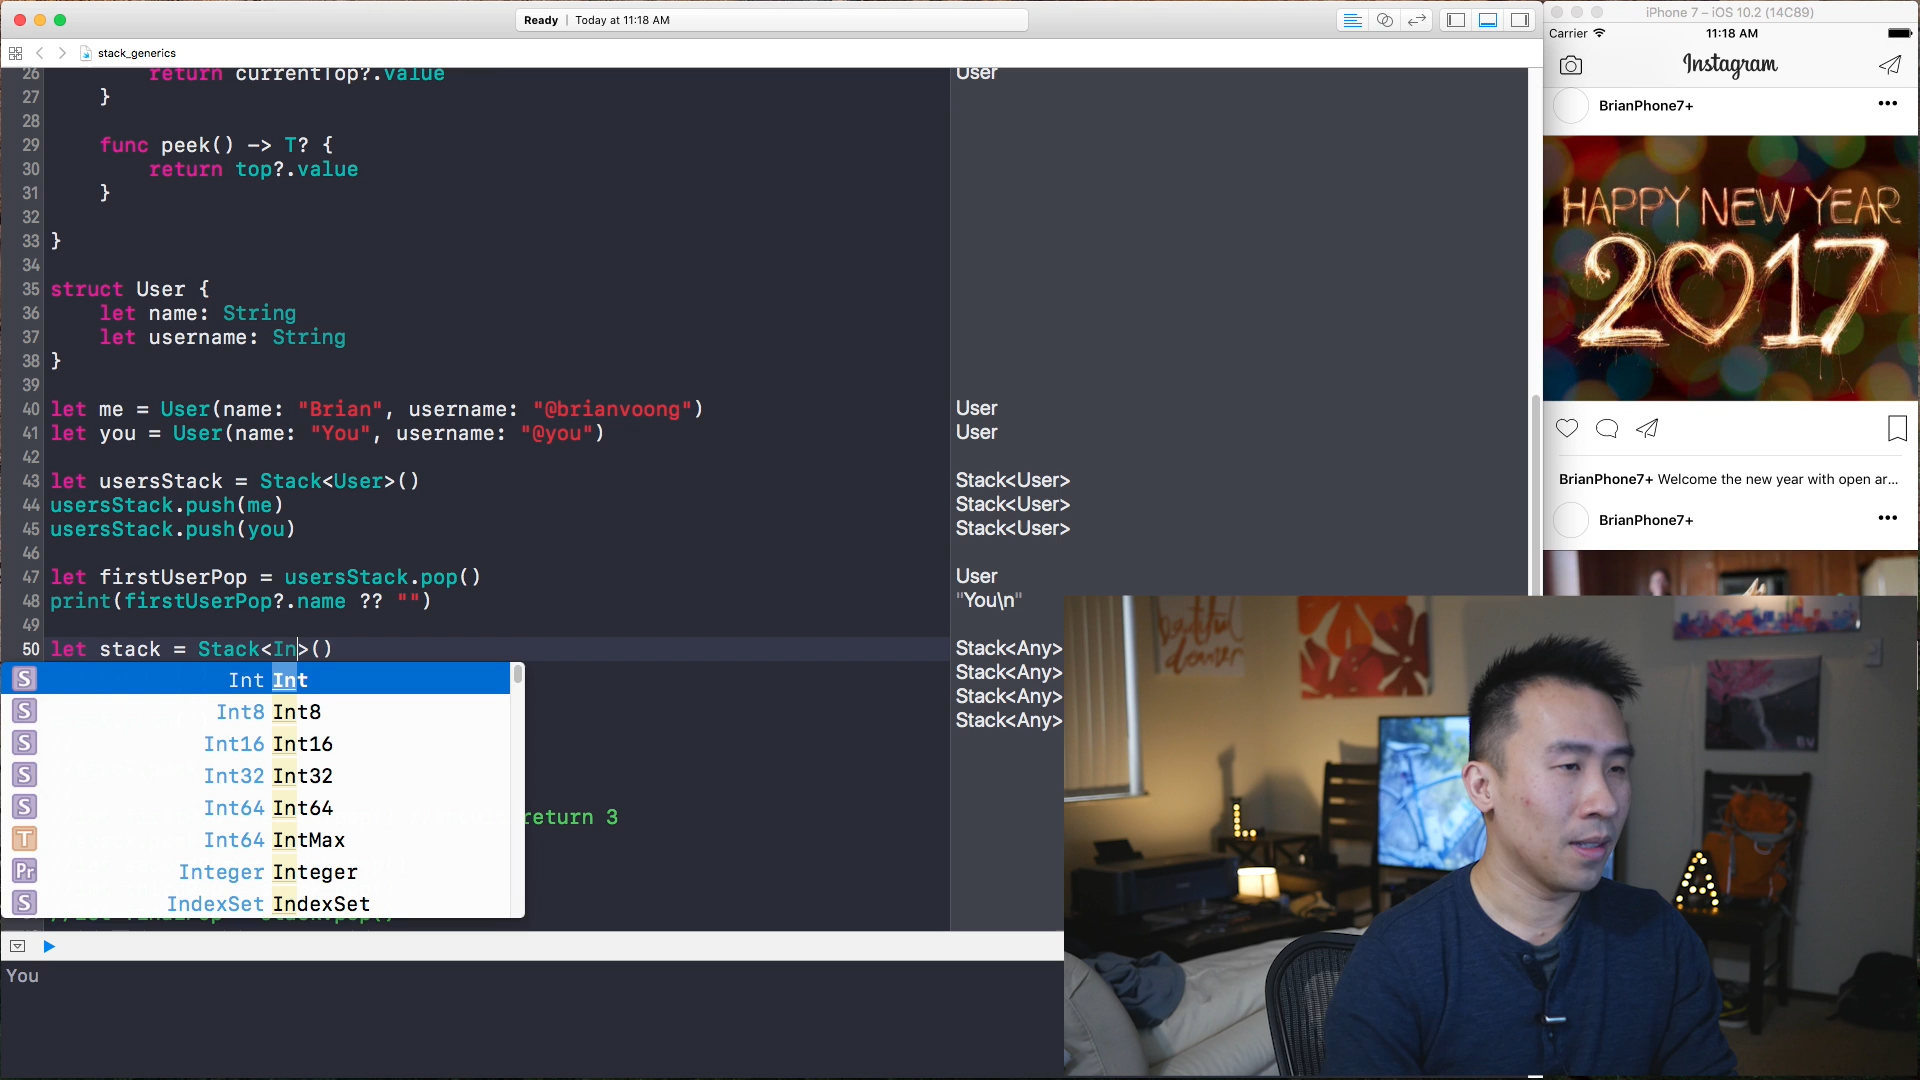 Ready | Today at 11:18 AM
stack_generics
26 return currentTop?.value
27 }
28
29 func peek() -> T? {
30 return top?.value
31 }
32
33 }
34
35 struct User {
36 let name: String
37 let username: String
38 }
39
40 let me = User(name: "Brian", username: "@brianvoong")
41 let you = User(name: "You", username: "@you")
42
43 let usersStack = Stack<User>()
44 usersStack.push(me)
45 usersStack.push(you)
46
47 let firstUserPop = usersStack.pop()
48 print(firstUserPop?.name ?? "")
49
50 let stack = Stack<In>()
S Int Int
S Int8 Int8
S Int16 Int16
S Int32 Int32
S Int64 Int64
T Int64 IntMax
Pr Integer Integer
S IndexSet IndexSet
return 3
You
User
User
User
Stack<User>
Stack<User>
Stack<User>
User
"You\n"
Stack<Any>
Stack<Any>
Stack<Any>
Stack<Any>
iPhone 7 – iOS 10.2 (14C89)
Carrier 11:18 AM
Instagram
BrianPhone7+
HAPPY NEW YEAR
2017
BrianPhone7+ Welcome the new year with open ar...
BrianPhone7+
beautiful
dreamer
L
A